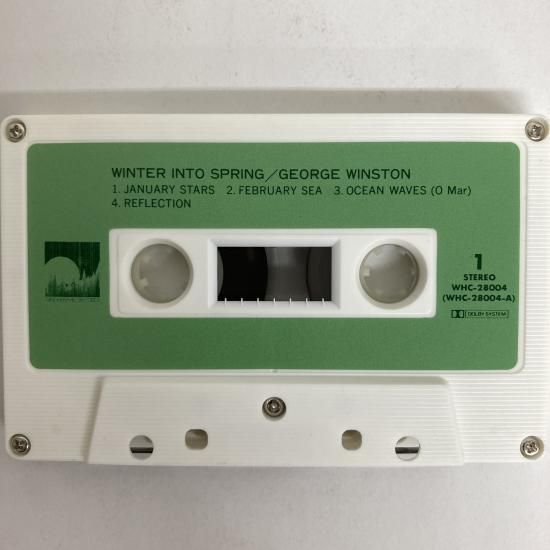 WINTER INTO SPRING/GEORGE WINSTON
1. JANUARY STARS 2. FEBRUARY SEA 3. OCEAN WAVES (O Mar)
4. REFLECTION
1
STEREO
WHC-28004
(WHC-28004-A)
DOLBY SYSTEM